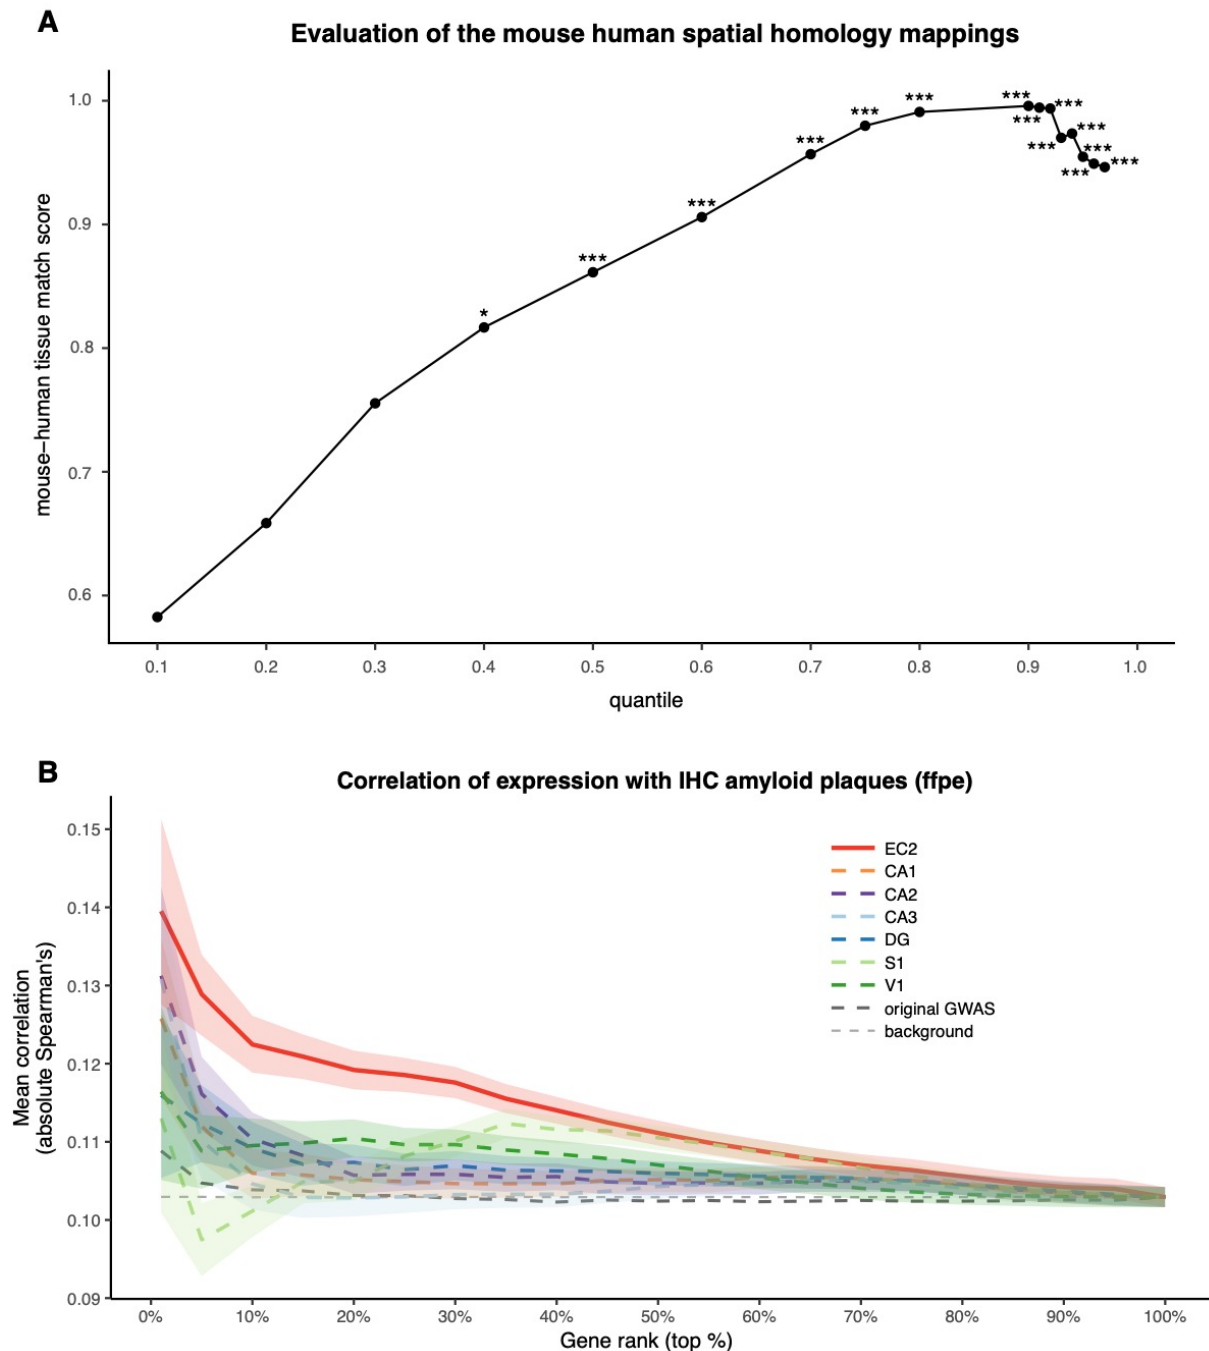 A
Evaluation of the mouse human spatial homology mappings
mouse−human tissue match score
1.0
0.9
0.8
0.7
0.6
***
***
***
***
***
***
***
***
***
***
***
***
***
*
0.1 0.2 0.3 0.4 0.5 0.6 0.7 0.8 0.9 1.0
quantile
B
Correlation of expression with IHC amyloid plaques (ffpe)
Mean correlation
(absolute Spearman's)
0.15
0.14
0.13
0.12
0.11
0.10
0.09
EC2
CA1
CA2
CA3
DG
S1
V1
original GWAS
background
0% 10% 20% 30% 40% 50% 60% 70% 80% 90% 100%
Gene rank (top %)